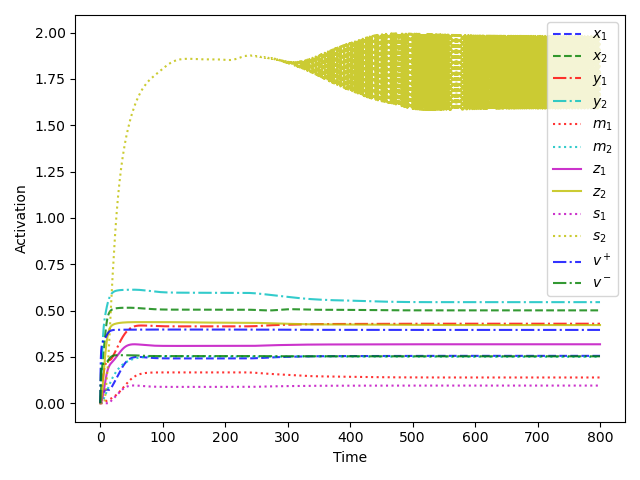 2.00
1.75
1.50
1.25
1.00
0.75
0.50
0.25
0.00
Activation
0 100 200 300 400 500 600 700 800
Time
x₁
x₂
y₁
y₂
m₁
m₂
z₁
z₂
s₁
s₂
v⁺
v⁻